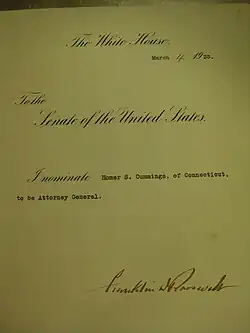 The White House,
March 4, 1933.
To the
Senate of the United States.
I nominate Homer S. Cummings, of Connecticut,
to be Attorney General.
Franklin D Roosevelt